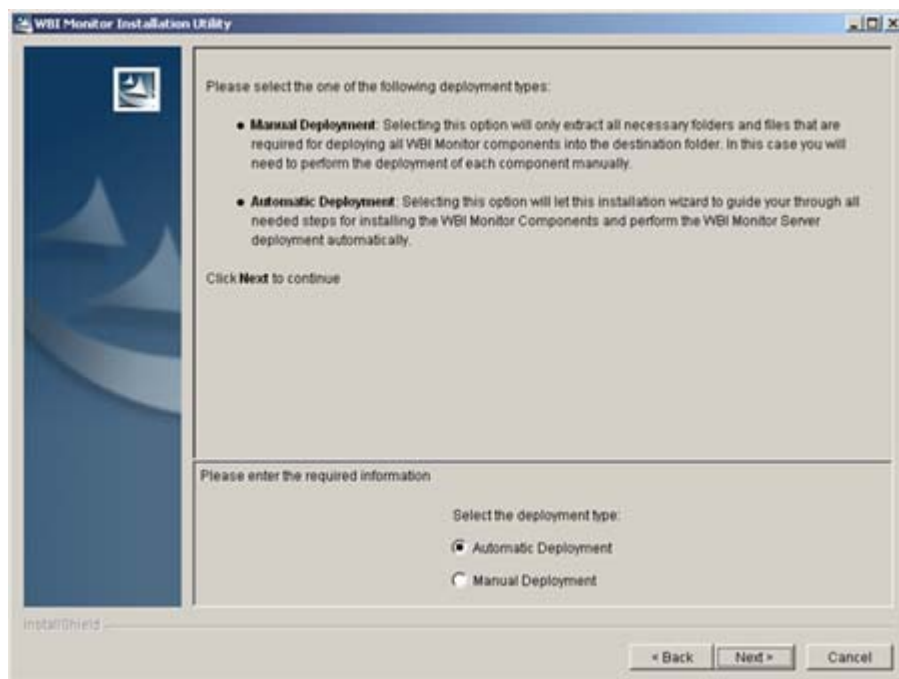 WBI Monitor Installation Utility
Please select the one of the following deployment types:
● Manual Deployment: Selecting this option will only extract all necessary folders and files that are
required for deploying all WBI Monitor components into the destination folder. In this case you will
need to perform the deployment of each component manually.
● Automatic Deployment: Selecting this option will let this installation wizard to guide your through all
needed steps for installing the WBI Monitor Components and perform the WBI Monitor Server
deployment automatically.
Click Next to continue
Please enter the required information
Select the deployment type:
Automatic Deployment
Manual Deployment
InstallShield
< Back
Next >
Cancel